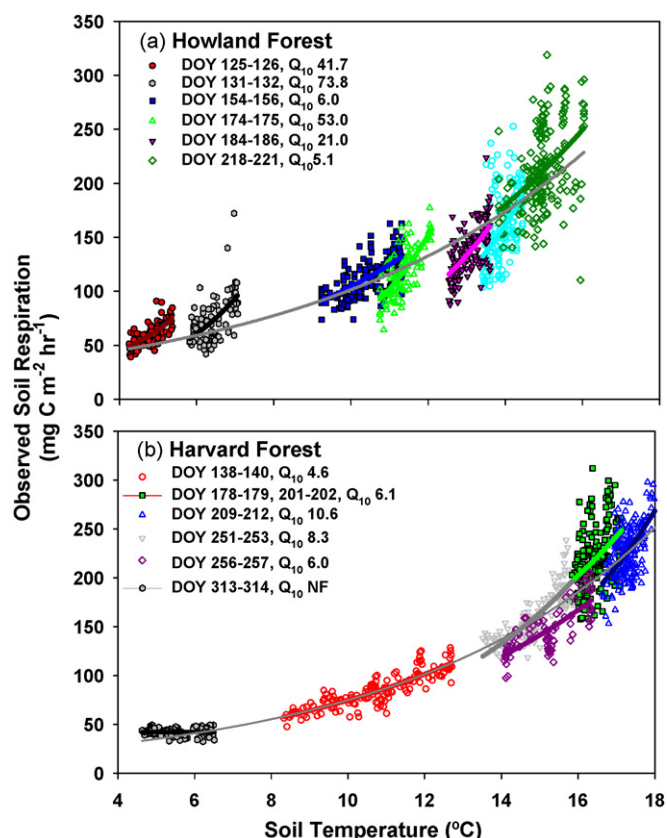 (a) Howland Forest
DOY 125-126, Q10 41.7
DOY 131-132, Q10 73.8
DOY 154-156, Q10 6.0
DOY 174-175, Q10 53.0
DOY 184-186, Q10 21.0
DOY 218-221, Q10 5.1
350
300
250
200
150
100
50
0
Observed Soil Respiration
(mg C m-2 hr-1)
(b) Harvard Forest
DOY 138-140, Q10 4.6
DOY 178-179, 201-202, Q10 6.1
DOY 209-212, Q10 10.6
DOY 251-253, Q10 8.3
DOY 256-257, Q10 6.0
DOY 313-314, Q10 NF
350
300
250
200
150
100
50
0
4 6 8 10 12 14 16 18
Soil Temperature (ºC)